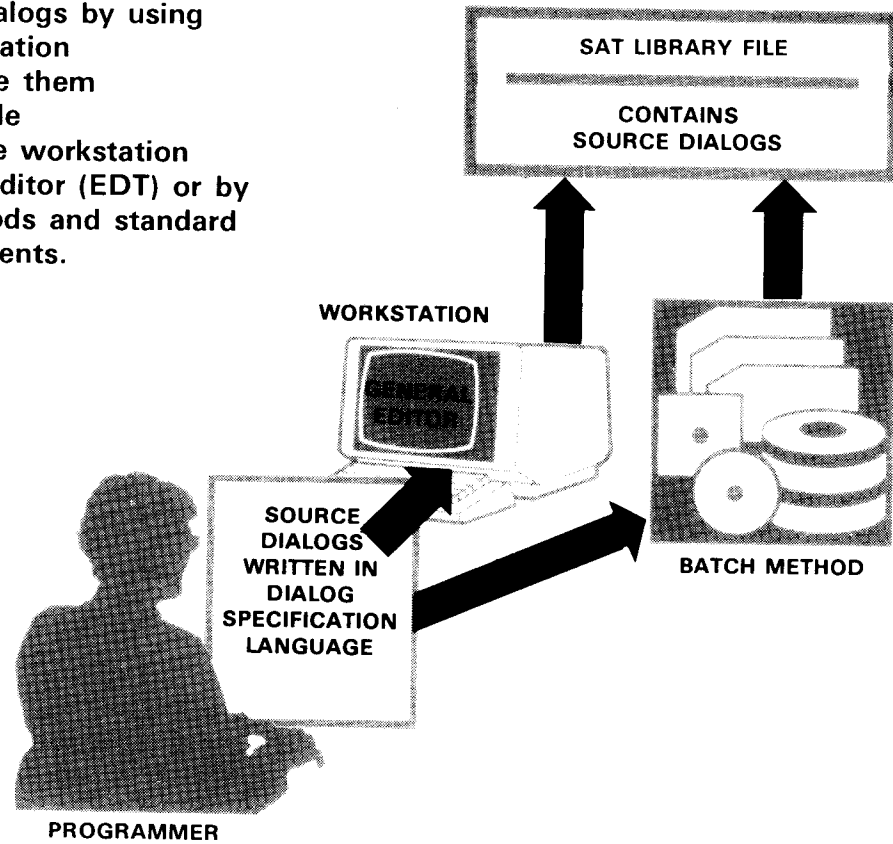 alogs by using
ation
e them
le
e workstation
ditor (EDT) or by
ods and standard
ents.
SAT LIBRARY FILE
CONTAINS
SOURCE DIALOGS
WORKSTATION
GENERAL
EDITOR
SOURCE
DIALOGS
WRITTEN IN
DIALOG
SPECIFICATION
LANGUAGE
BATCH METHOD
PROGRAMMER